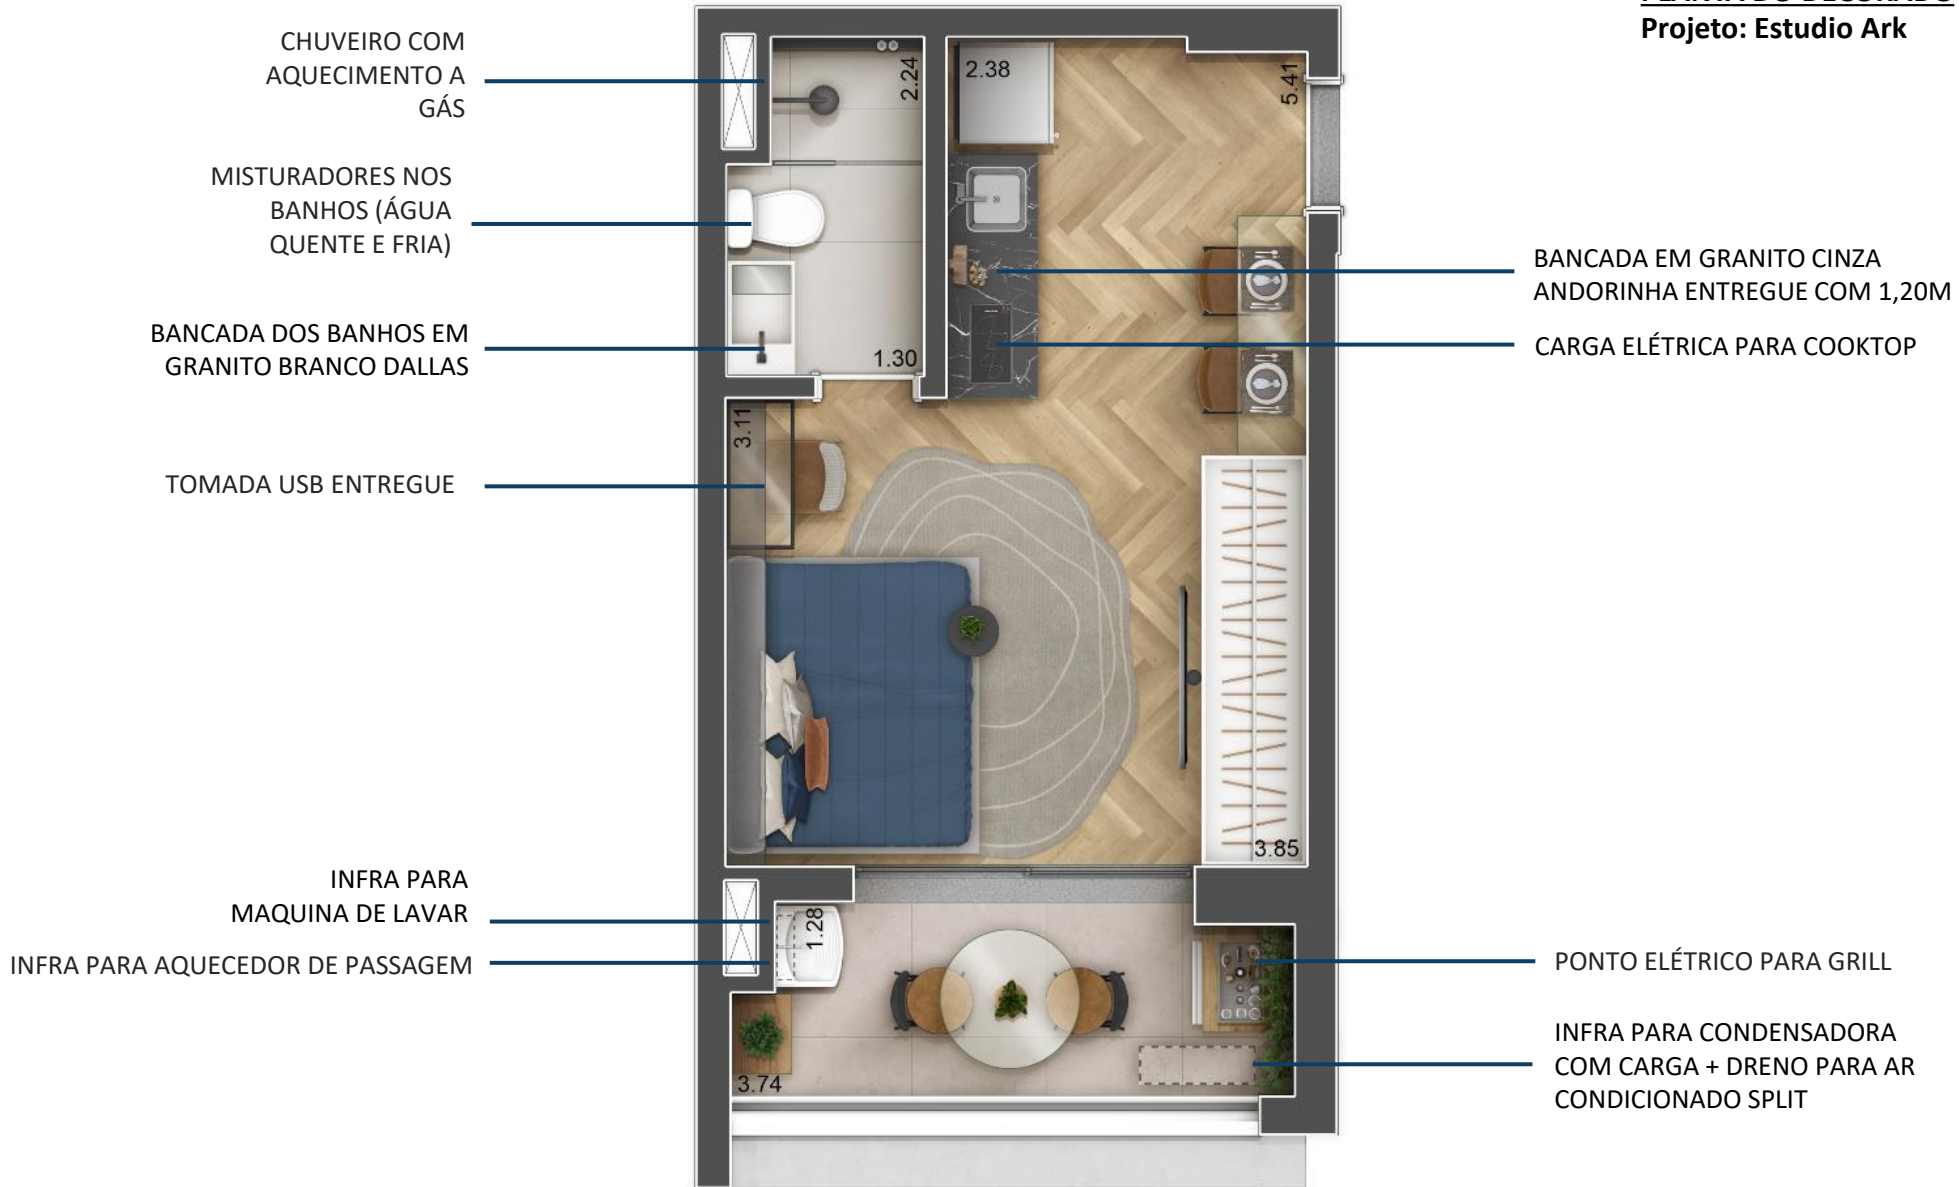 Projeto: Estudio Ark
CHUVEIRO COM
AQUECIMENTO A
GÁS
MISTURADORES NOS
BANHOS (ÁGUA
QUENTE E FRIA)
BANCADA DOS BANHOS EM
GRANITO BRANCO DALLAS
TOMADA USB ENTREGUE
INFRA PARA
MAQUINA DE LAVAR
INFRA PARA AQUECEDOR DE PASSAGEM
2.24
2.38
5.41
1.30
3.11
3.85
1.28
3.74
BANCADA EM GRANITO CINZA
ANDORINHA ENTREGUE COM 1,20M
CARGA ELÉTRICA PARA COOKTOP
PONTO ELÉTRICO PARA GRILL
INFRA PARA CONDENSADORA
COM CARGA + DRENO PARA AR
CONDICIONADO SPLIT